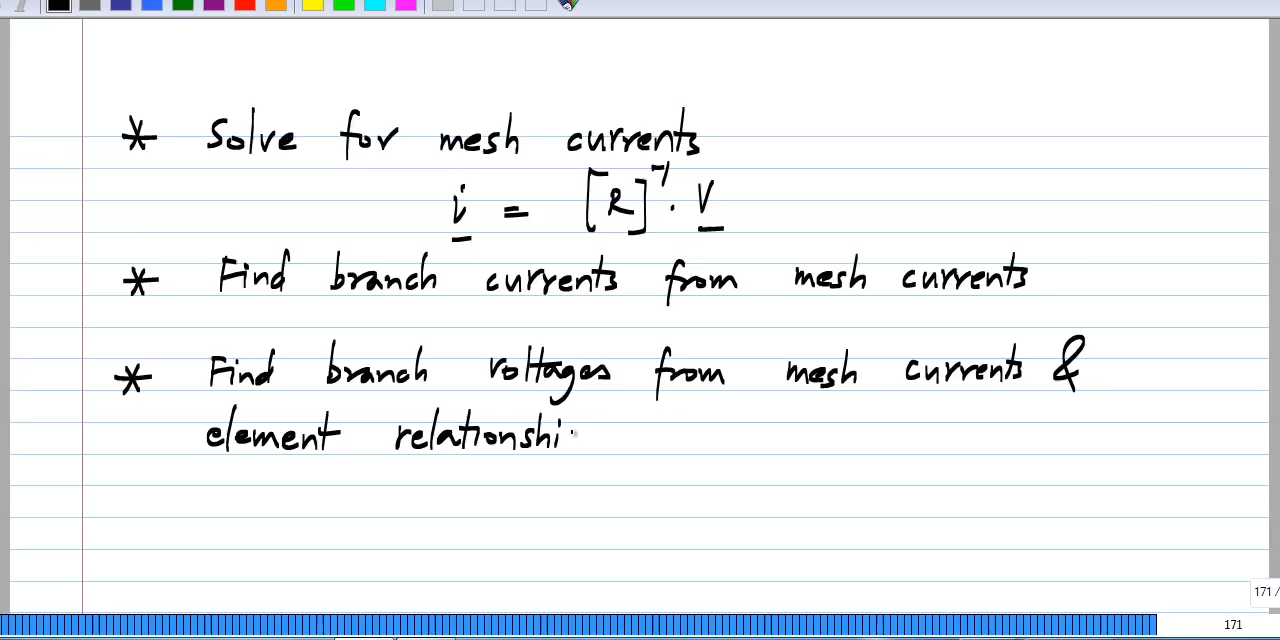 * Solve for mesh currents
i = [R]⁻¹ · V
* Find branch currents from mesh currents
* Find branch voltages from mesh currents &
element relationshi
171 /
171